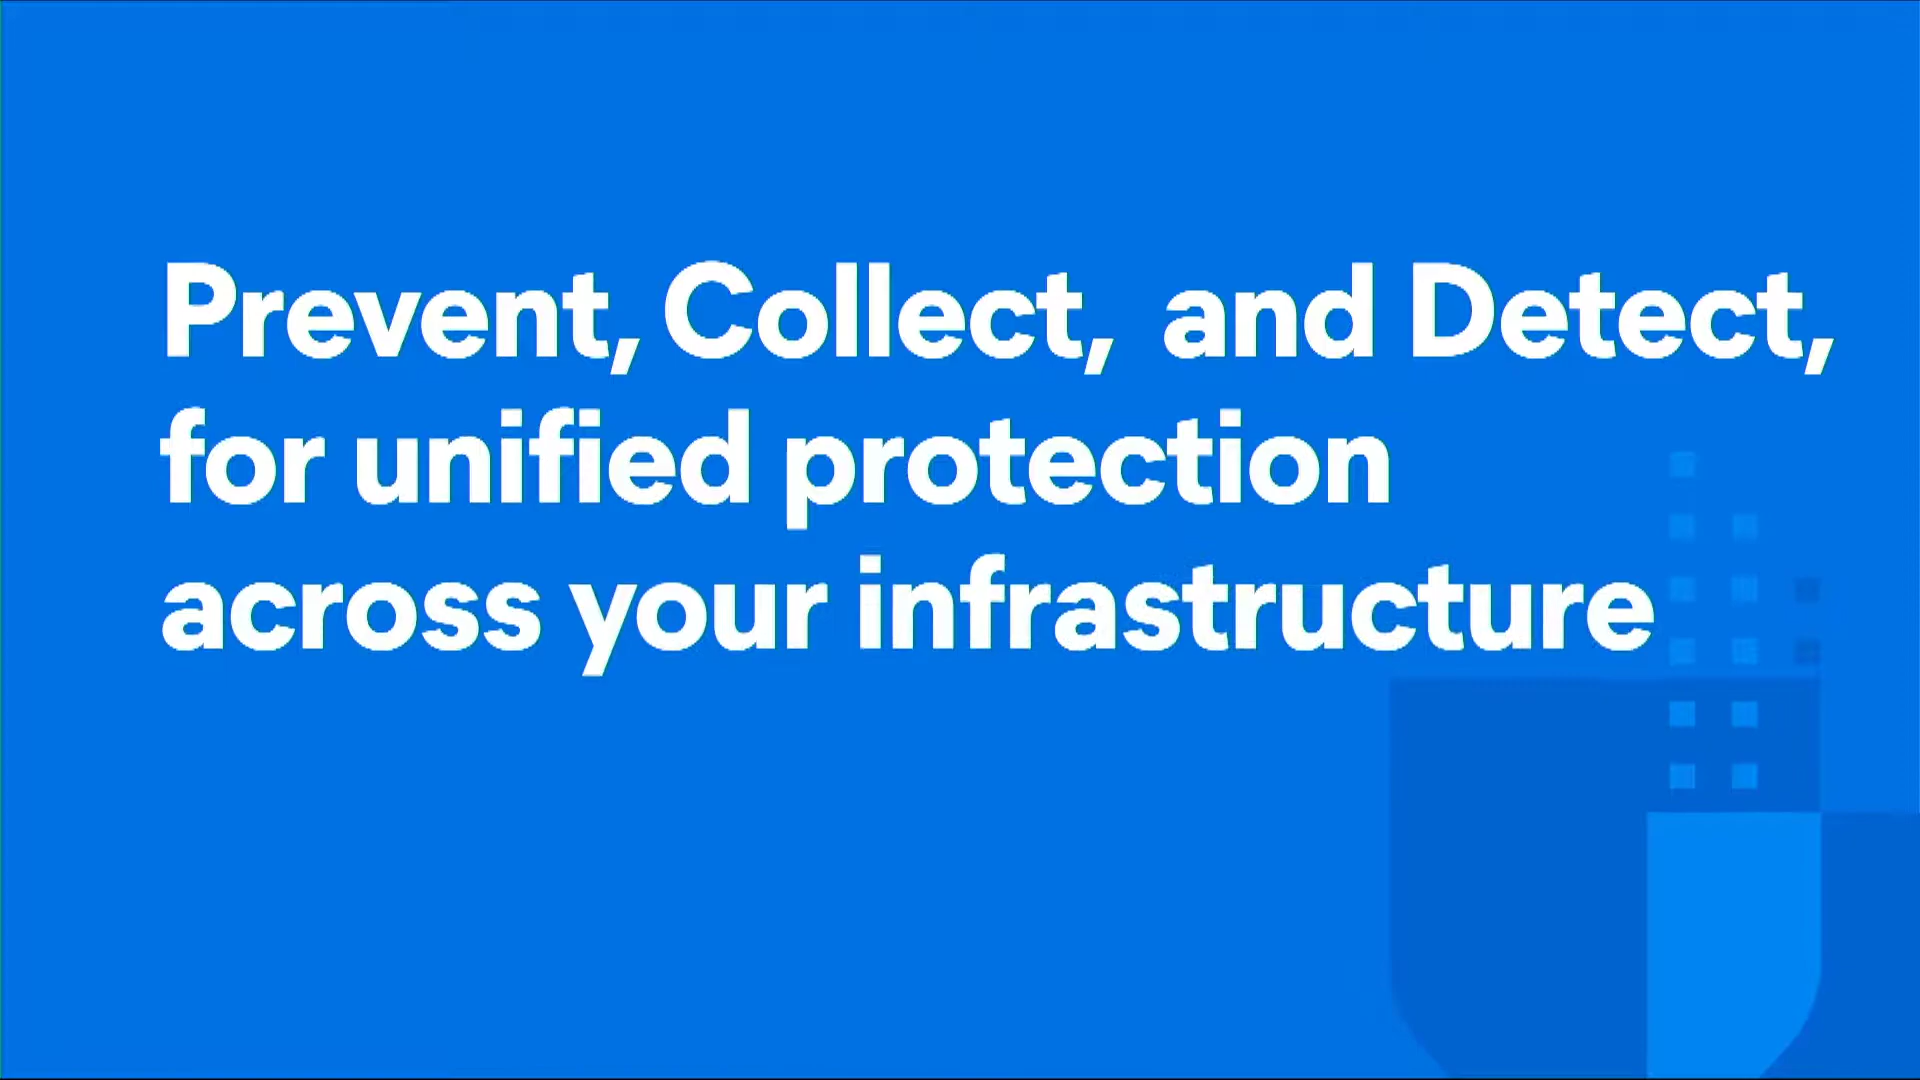 Prevent, Collect, and Detect,
for unified protection
across your infrastructure